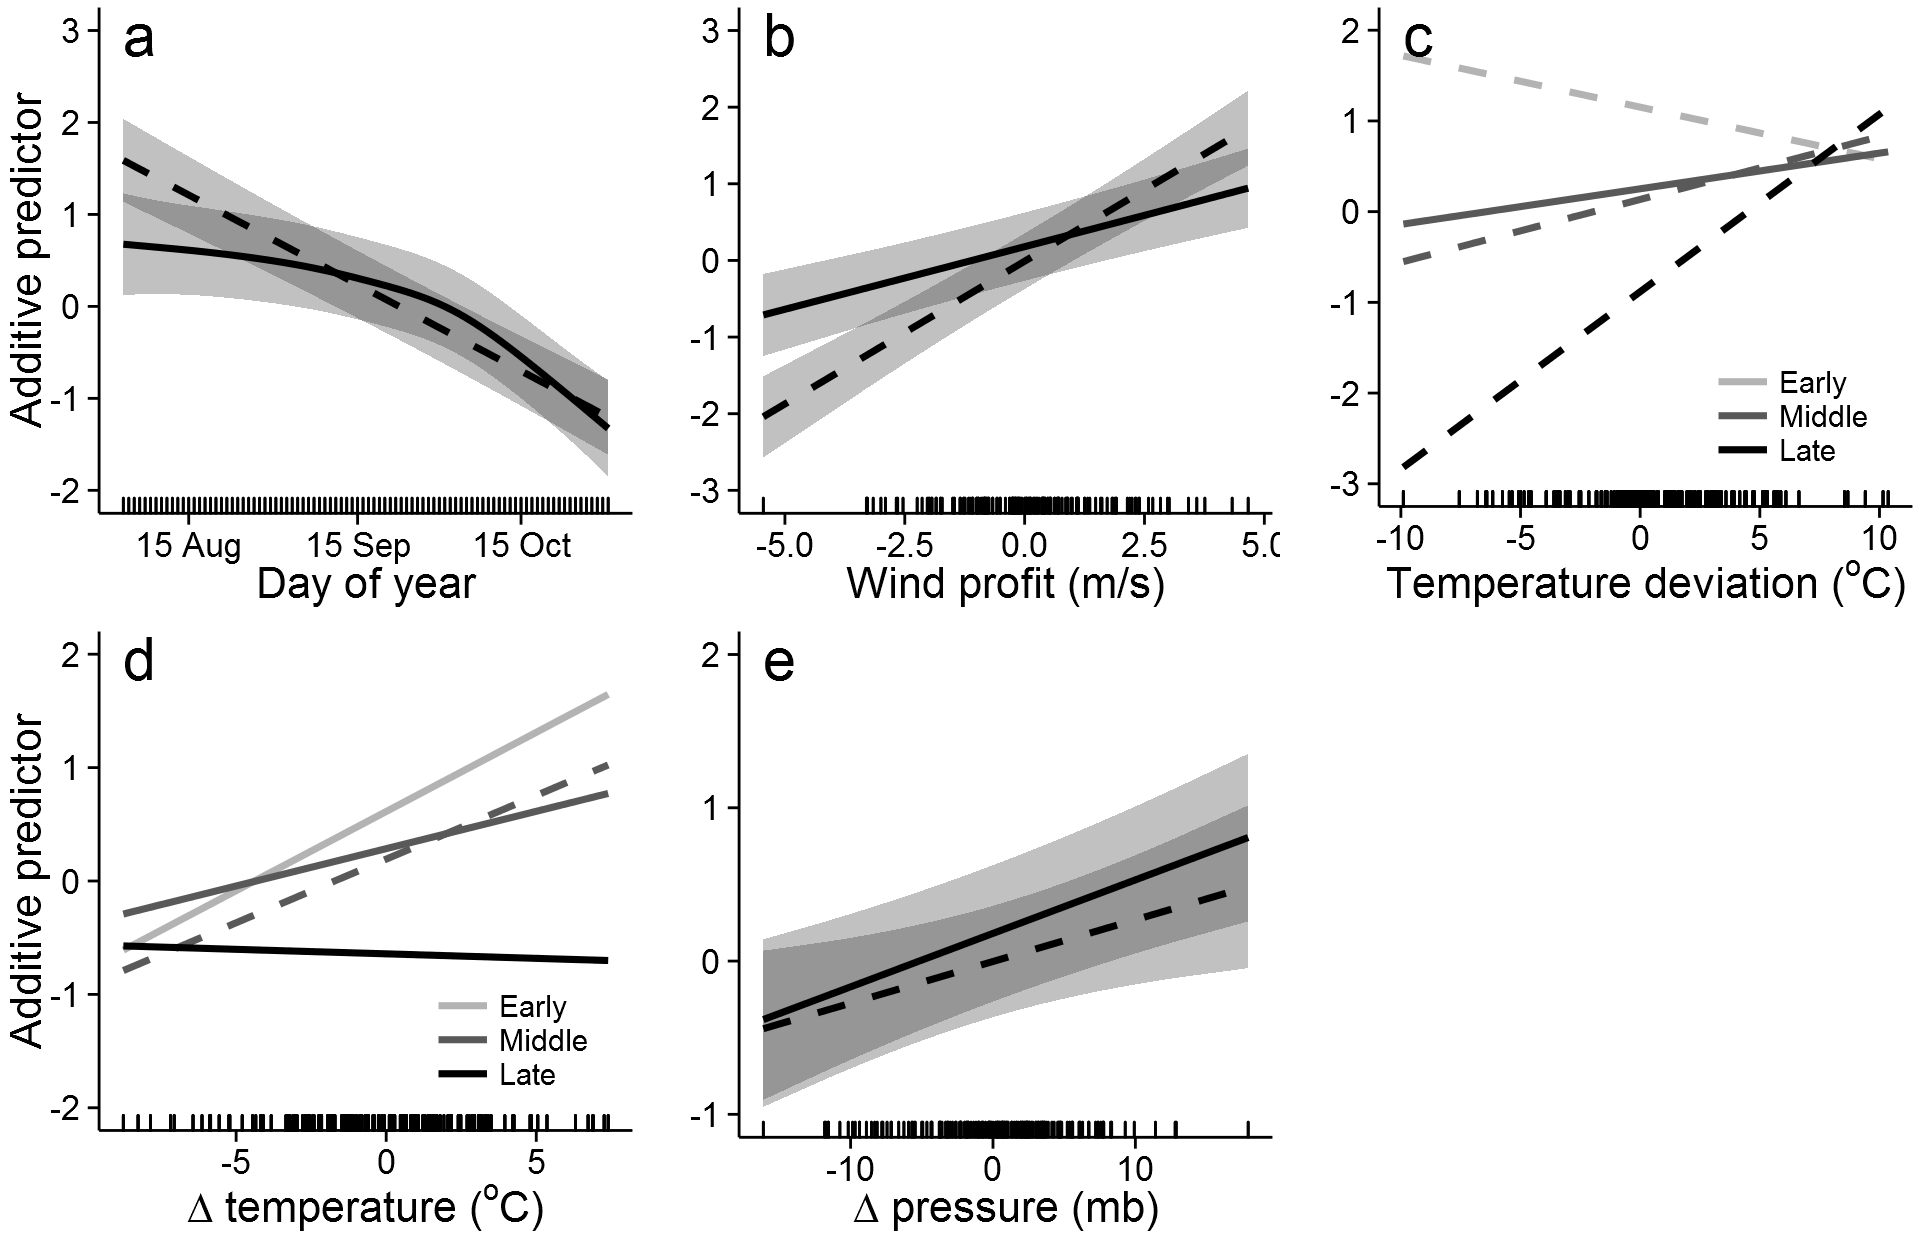 a
3
2
1
0
-1
-2
Additive predictor
15 Aug 15 Sep 15 Oct
Day of year
b
3
2
1
0
-1
-2
-3
-5.0 -2.5 0.0 2.5 5.0
Wind profit (m/s)
c
2
1
0
-1
-2
-3
Early
Middle
Late
-10 -5 0 5 10
Temperature deviation (°C)
d
2
1
0
-1
-2
Additive predictor
Early
Middle
Late
-5 0 5
Δ temperature (°C)
e
2
1
0
-1
-10 0 10
Δ pressure (mb)